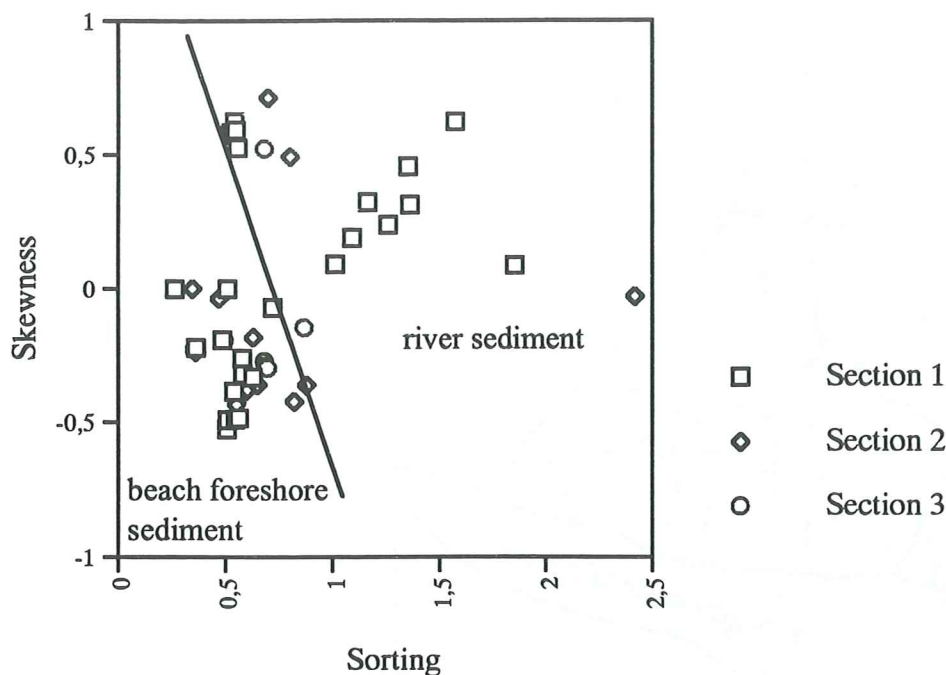 1
0,5
0
-0,5
-1
Skewness
river sediment
beach foreshore
sediment
0
0,5
1
1,5
2
2,5
Sorting
Section 1
Section 2
Section 3